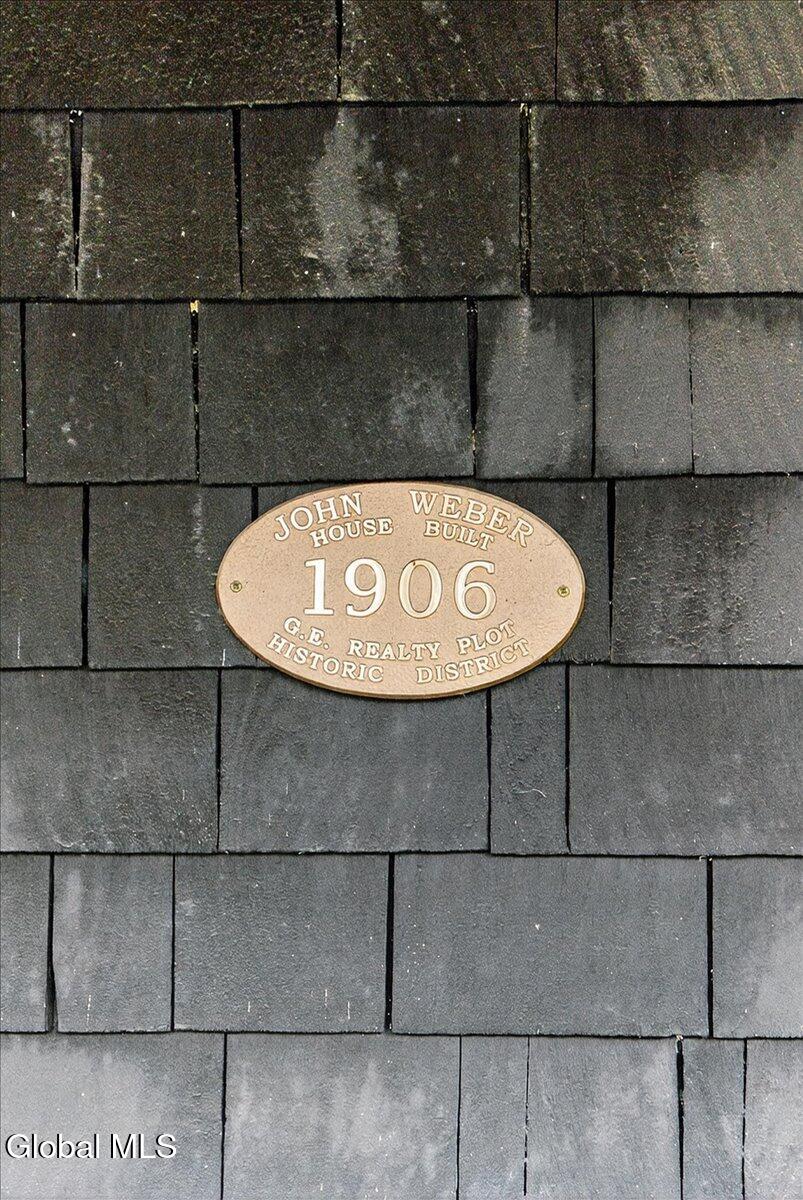 JOHN WEBER
HOUSE BUILT
1906
G.E. REALTY PLOT
HISTORIC DISTRICT
Global MLS